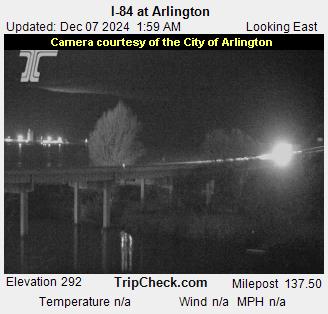 I-84 at Arlington
Updated: Dec 07 2024 1:59 AM Looking East
Camera courtesy of the City of Arlington
Elevation 292 TripCheck.com Milepost 137.50
Temperature n/a Wind n/a MPH n/a